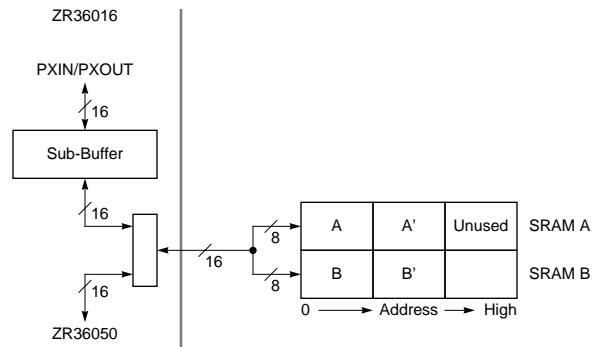 ZR36016
PXIN/PXOUT
16
Sub-Buffer
16
16
ZR36050
16
8
8
A A' Unused SRAM A
B B' SRAM B
0 Address High